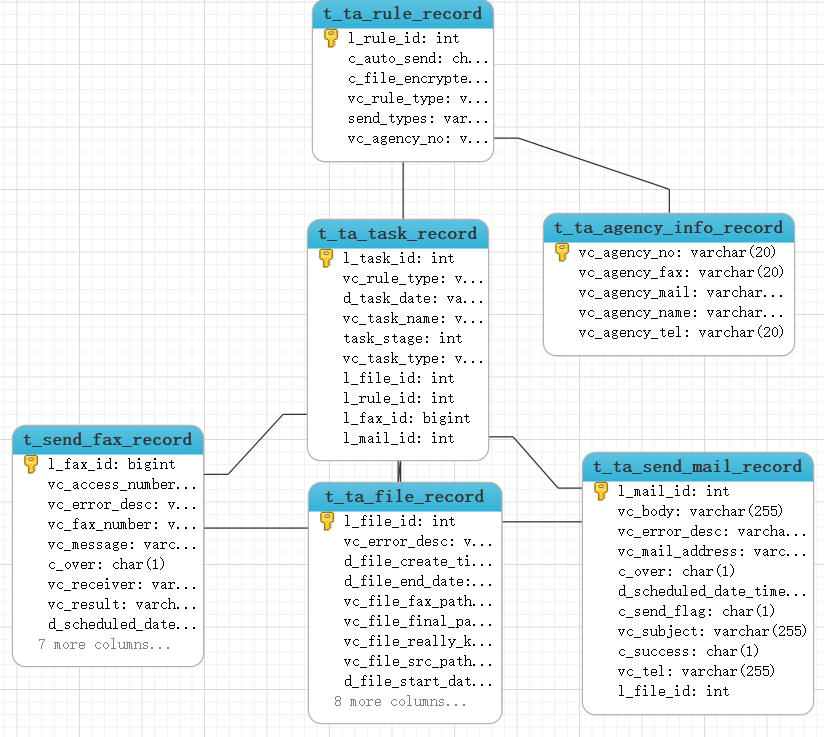 t_ta_rule_record
l_rule_id: int
c_auto_send: ch...
c_file_encrypte...
vc_rule_type: v...
send_types: var...
vc_agency_no: v...
t_ta_task_record
l_task_id: int
vc_rule_type: v...
d_task_date: va...
vc_task_name: v...
task_stage: int
vc_task_type: v...
l_file_id: int
l_rule_id: int
l_fax_id: bigint
l_mail_id: int
t_ta_agency_info_record
vc_agency_no: varchar(20)
vc_agency_fax: varchar(20)
vc_agency_mail: varchar...
vc_agency_name: varchar...
vc_agency_tel: varchar(20)
t_send_fax_record
l_fax_id: bigint
vc_access_number...
vc_error_desc: v...
vc_fax_number: v...
vc_message: varc...
c_over: char(1)
vc_receiver: var...
vc_result: varch...
d_scheduled_date...
7 more columns...
t_ta_file_record
l_file_id: int
vc_error_desc: v...
d_file_create_ti...
d_file_end_date:...
vc_file_fax_path...
vc_file_final_pa...
vc_file_really_k...
vc_file_src_path...
d_file_start_dat...
8 more columns...
t_ta_send_mail_record
l_mail_id: int
vc_body: varchar(255)
vc_error_desc: varcha...
vc_mail_address: varc...
c_over: char(1)
d_scheduled_date_time...
c_send_flag: char(1)
vc_subject: varchar(255)
c_success: char(1)
vc_tel: varchar(255)
l_file_id: int